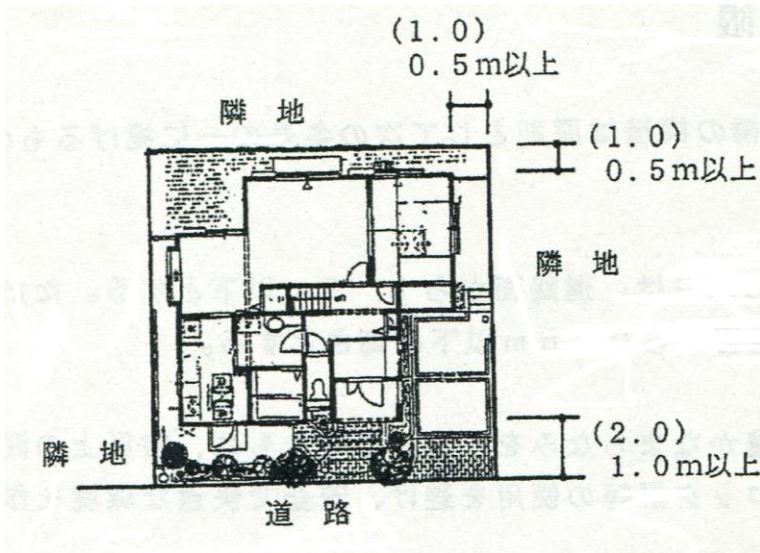 (1.0)
0.5m以上
隣 地
(1.0)
0.5m以上
隣 地
(2.0)
1.0m以上
隣 地
道 路